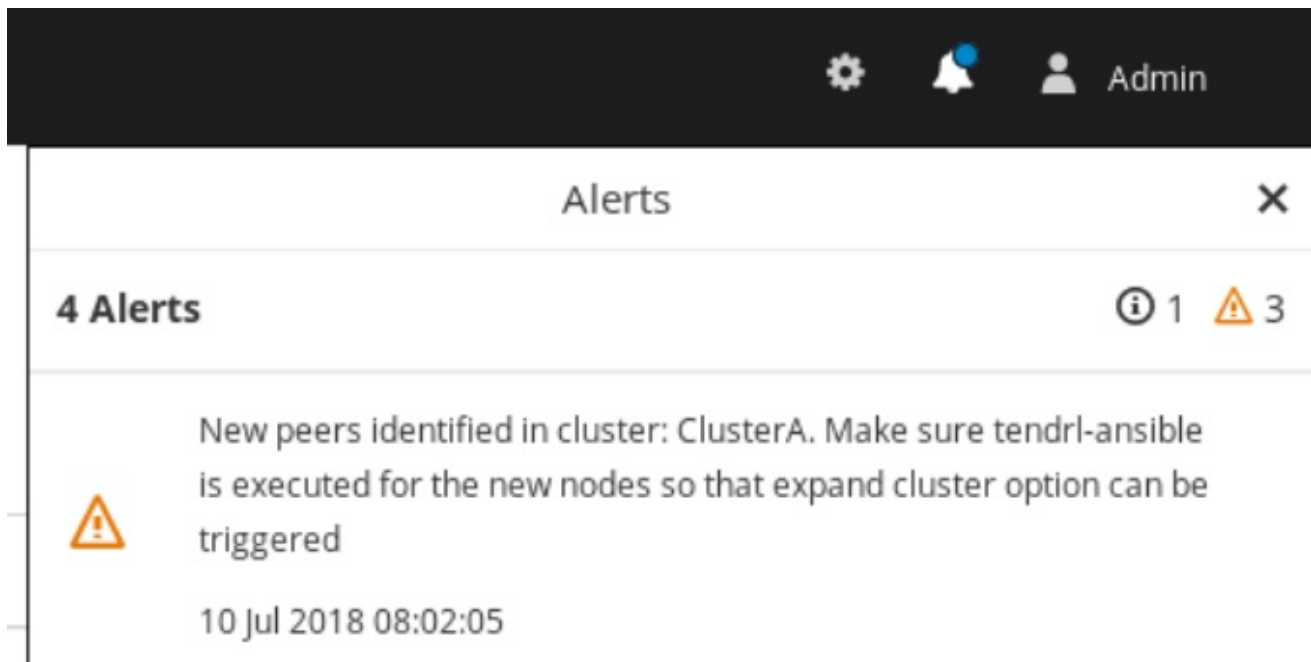 Admin
Alerts
4 Alerts
1
3
New peers identified in cluster: ClusterA. Make sure tendrl-ansible
is executed for the new nodes so that expand cluster option can be
triggered
10 Jul 2018 08:02:05